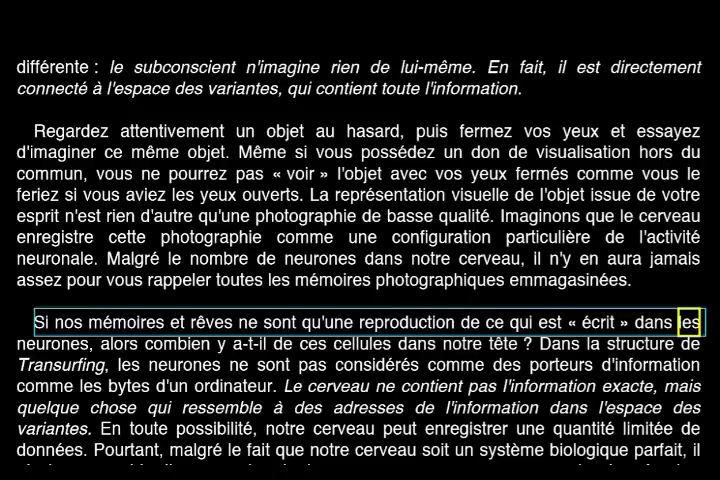 différente : le subconscient n'imagine rien de lui-même. En fait, il est directement
connecté à l'espace des variantes, qui contient toute l'information.
Regardez attentivement un objet au hasard, puis fermez vos yeux et essayez
d'imaginer ce même objet. Même si vous possédez un don de visualisation hors du
commun, vous ne pourrez pas « voir » l'objet avec vos yeux fermés comme vous le
feriez si vous aviez les yeux ouverts. La représentation visuelle de l'objet issue de votre
esprit n'est rien d'autre qu'une photographie de basse qualité. Imaginons que le cerveau
enregistre cette photographie comme une configuration particulière de l'activité
neuronale. Malgré le nombre de neurones dans notre cerveau, il n'y en aura jamais
assez pour vous rappeler toutes les mémoires photographiques emmagasinées.
Si nos mémoires et rêves ne sont qu'une reproduction de ce qui est « écrit » dans les
neurones, alors combien y a-t-il de ces cellules dans notre tête ? Dans la structure de
Transurfing, les neurones ne sont pas considérés comme des porteurs d'information
comme les bytes d'un ordinateur. Le cerveau ne contient pas l'information exacte, mais
quelque chose qui ressemble à des adresses de l'information dans l'espace des
variantes. En toute possibilité, notre cerveau peut enregistrer une quantité limitée de
données. Pourtant, malgré le fait que notre cerveau soit un système biologique parfait, il